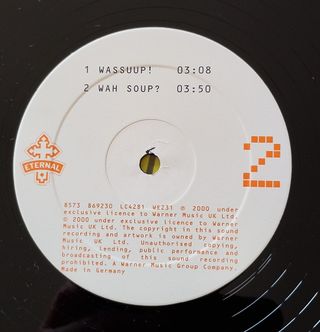 1 WASSUUP! 03:08
2 WAH SOUP? 03:50
ETERNAL
2
8573 869230 LC4281 WE231 ℗ 2000 under
exclusive licence to Warner Music UK Ltd.
© 2000 under exclusive licence to Warner
Music UK Ltd. The copyright in this sound
recording and artwork is owned by Warner
Music UK Ltd. Unauthorised copying,
hiring, lending, public performance and
broadcasting of this sound recording
prohibited. A Warner Music Group Company.
Made in Germany